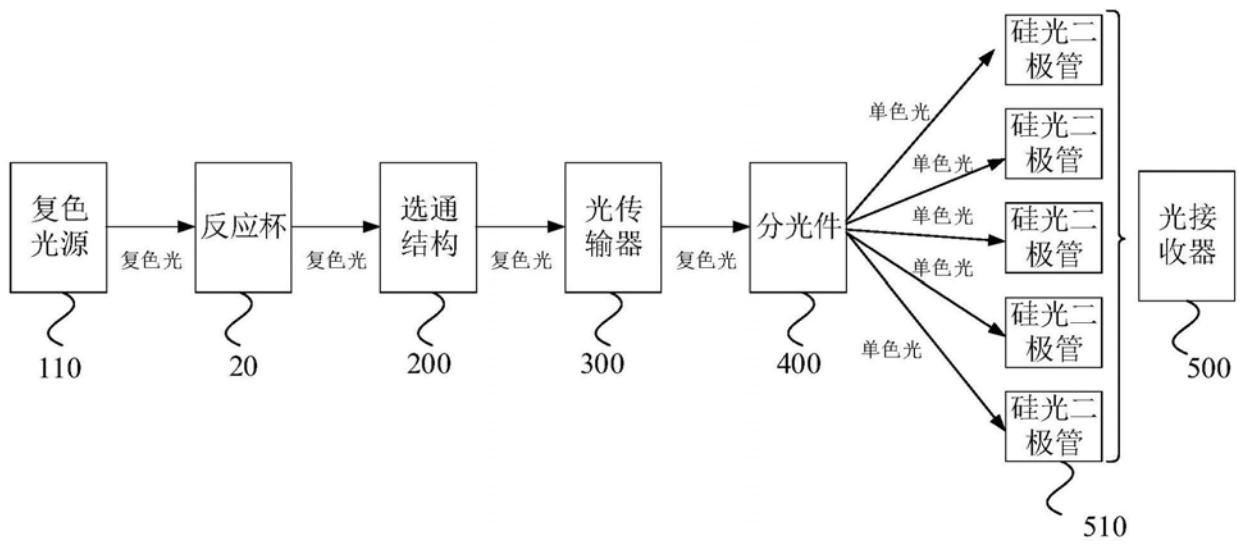 复色
光源
复色光
110
反应杯
复色光
20
选通
结构
复色光
200
光传
输器
复色光
300
分光件
400
单色光
单色光
单色光
单色光
单色光
硅光二
极管
硅光二
极管
硅光二
极管
硅光二
极管
硅光二
极管
510
光接
收器
500